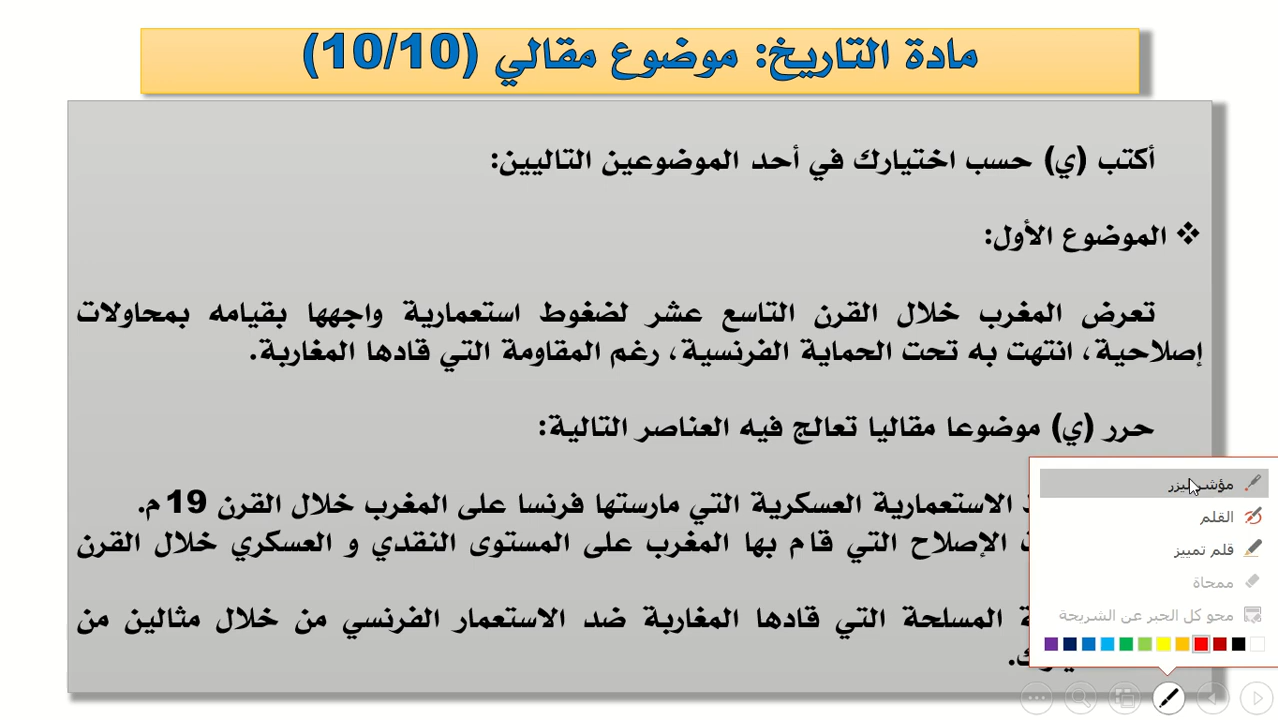 مادة التاريخ: موضوع مقالي (10/10)
أكتب (ي) حسب اختيارك في أحد الموضوعين التاليين:
❖ الموضوع الأول:
تعرض المغرب خلال القرن التاسع عشر لضغوط استعمارية واجهها بقيامه بمحاولات
إصلاحية، انتهت به تحت الحماية الفرنسية، رغم المقاومة التي قادها المغاربة.
حرر (ي) موضوعا مقاليا تعالج فيه العناصر التالية:
الاستعمارية العسكرية التي مارستها فرنسا على المغرب خلال القرن 19 م.
الإصلاح التي قام بها المغرب على المستوى النقدي و العسكري خلال القرن
المسلحة التي قادها المغاربة ضد الاستعمار الفرنسي من خلال مثالين من
مؤشر ليزر
القلم
قلم تمييز
ممحاة
محو كل الحبر عن الشريحة